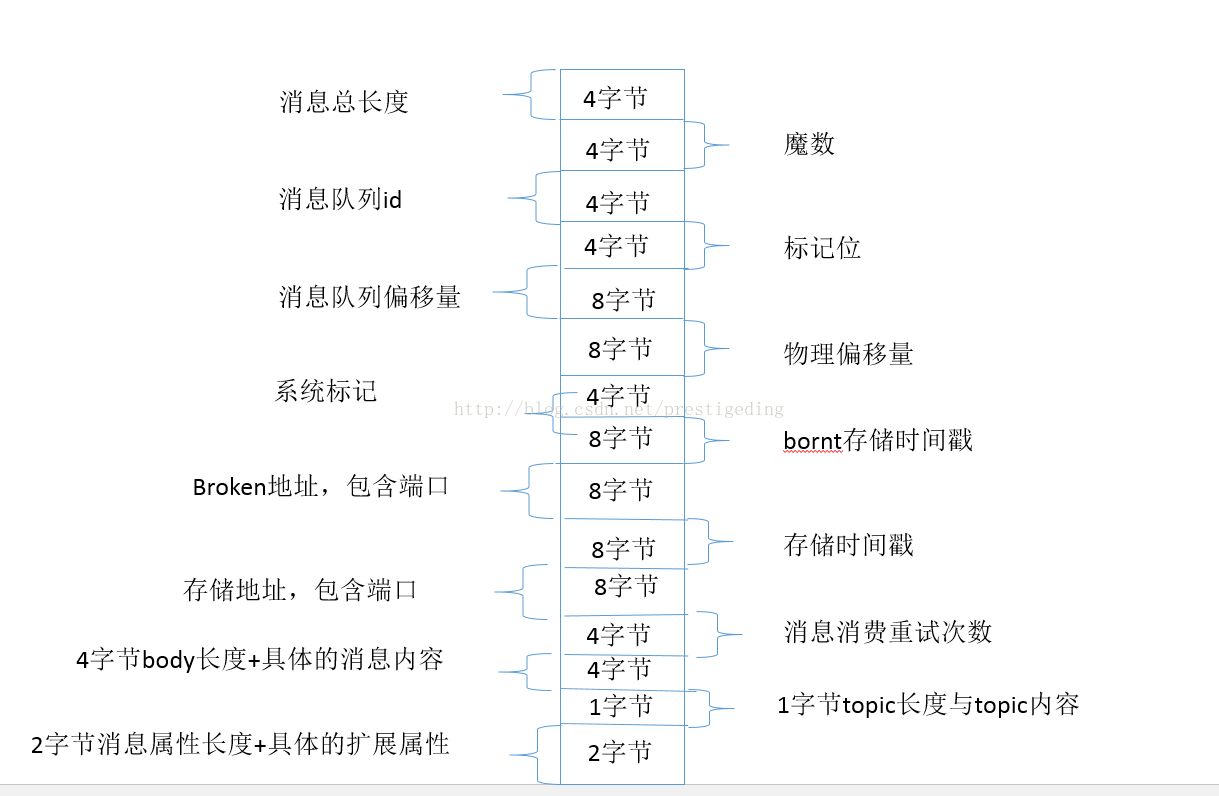 消息总长度
4字节
4字节
魔数
消息队列id
4字节
4字节
标记位
消息队列偏移量
8字节
8字节
物理偏移量
系统标记
4字节
http://blog.csdn.net/prestigeding
8字节
bornt存储时间戳
Broken地址，包含端口
8字节
8字节
存储时间戳
存储地址，包含端口
8字节
4字节
消息消费重试次数
4字节body长度+具体的消息内容
4字节
1字节
1字节topic长度与topic内容
2字节消息属性长度+具体的扩展属性
2字节